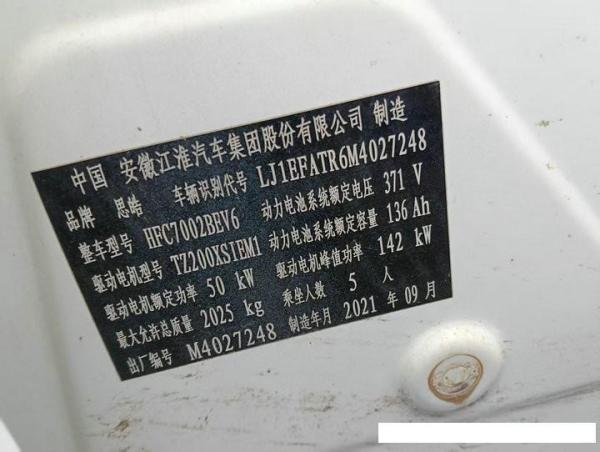 中国 安徽江淮汽车集团股份有限公司 制造
品牌 思皓 车辆识别代号 LJ1EFATR6M4027248
整车型号 HFC7002BEV6 动力电池系统额定电压 371 V
驱动电机型号 TZ200XS1EM1 动力电池系统额定容量 136 Ah
驱动电机额定功率 50 kW 驱动电机峰值功率 142 kW
最大允许总质量 2025 kg 乘坐人数 5 人
出厂编号 M4027248 制造年月 2021 年 09 月